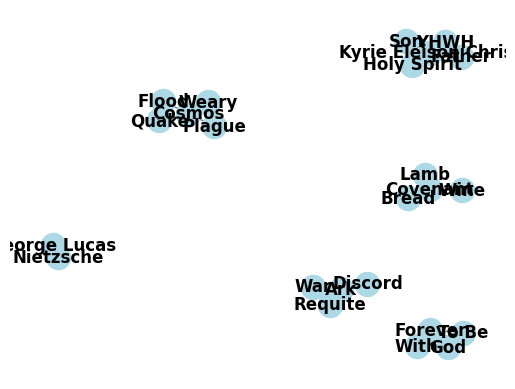 Son
YHWH
Kyrie Eleison Chris
Father
Holy Spirit
Flood
Weary
Cosmos
Quake
Plague
Lamb
Covenant
Wine
Bread
eorge Lucas
Nietzsche
War
Discord
Ark
Requite
Forever
To Be
With
God